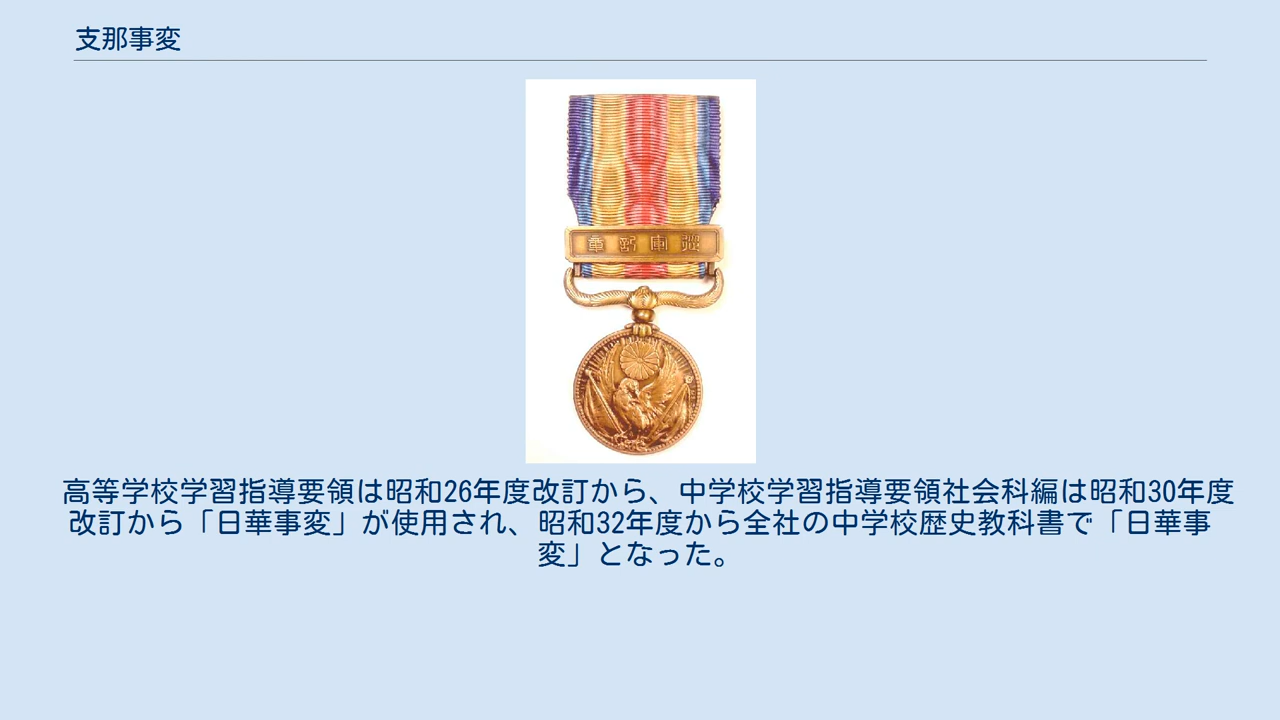 支那事変
章記軍從
高等学校学習指導要領は昭和26年度改訂から、中学校学習指導要領社会科編は昭和30年度
改訂から「日華事変」が使用され、昭和32年度から全社の中学校歴史教科書で「日華事
変」となった。